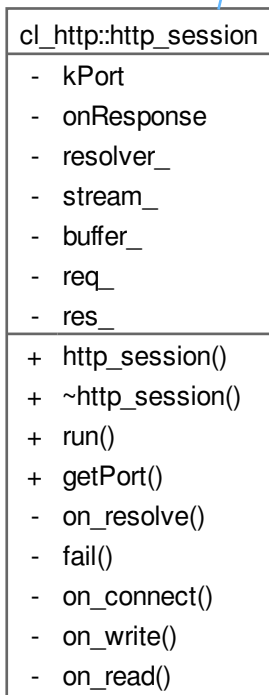 cl_http::http_session
- kPort
- onResponse
- resolver_
- stream_
- buffer_
- req_
- res_
+ http_session()
+ ~http_session()
+ run()
+ getPort()
- on_resolve()
- fail()
- on_connect()
- on_write()
- on_read()